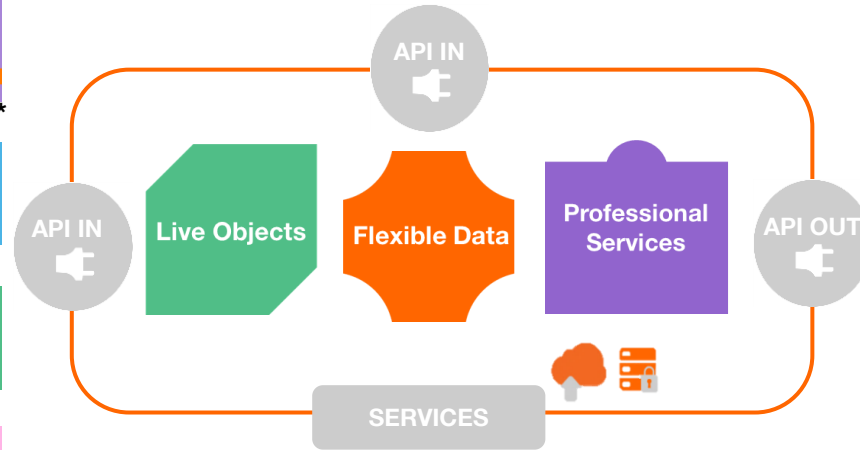 API IN
*
API IN
Live Objects
Flexible Data
Professional
Services
API OUT
SERVICES